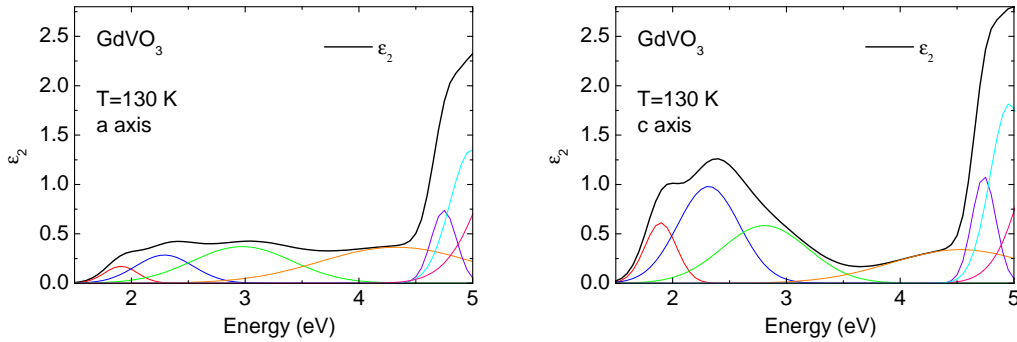 GdVO₃
ε₂
T=130 K
a axis
ε₂
2.5
2.0
1.5
1.0
0.5
0.0
2 3 4 5
Energy (eV)
GdVO₃
ε₂
T=130 K
c axis
ε₂
2.5
2.0
1.5
1.0
0.5
0.0
2 3 4 5
Energy (eV)